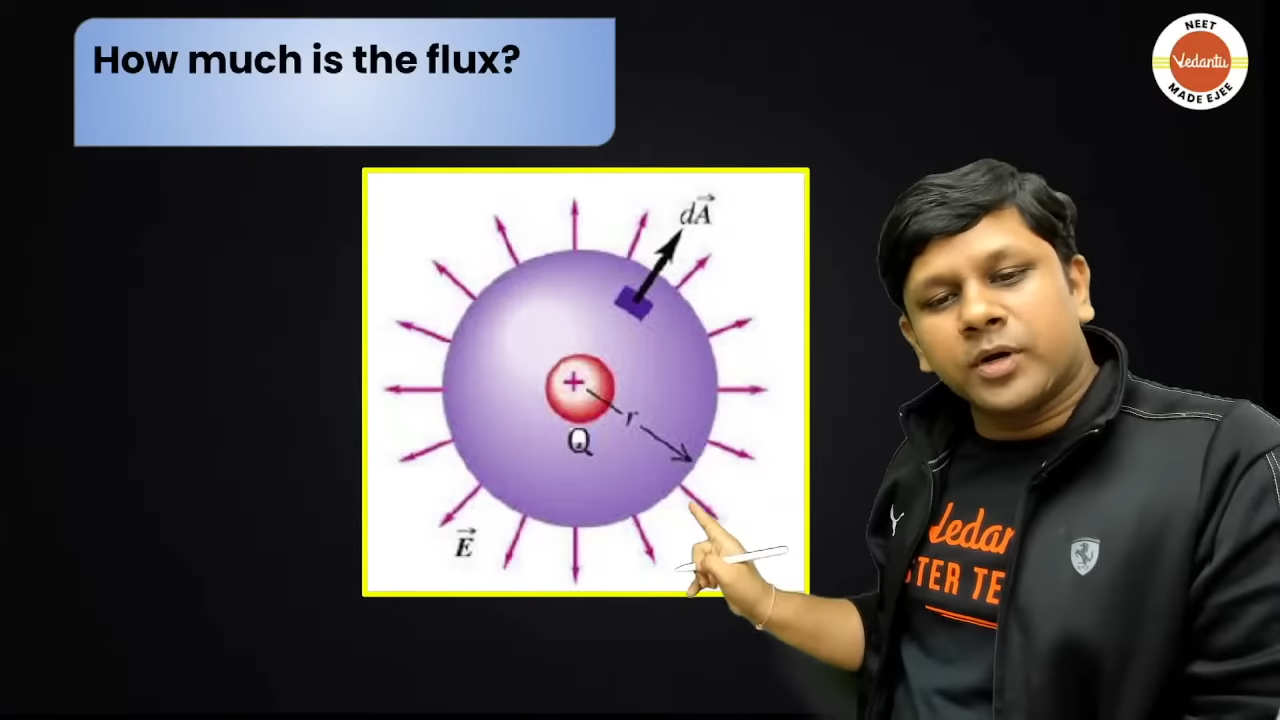 How much is the flux?
NEET
Vedantu
MADE EJEE
dA⃗
+
r
Q
E⃗
Vedan
STER TE